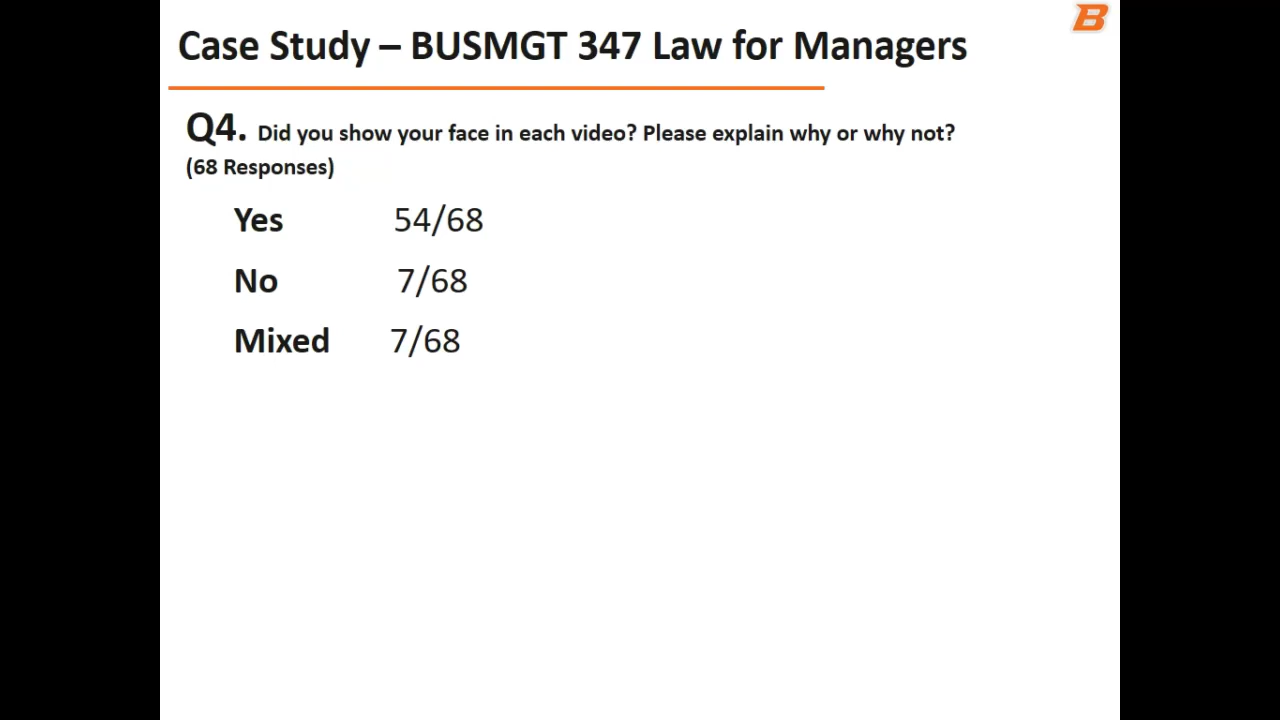 B
Case Study – BUSMGT 347 Law for Managers
Q4. Did you show your face in each video? Please explain why or why not?
(68 Responses)
Yes 54/68
No 7/68
Mixed 7/68